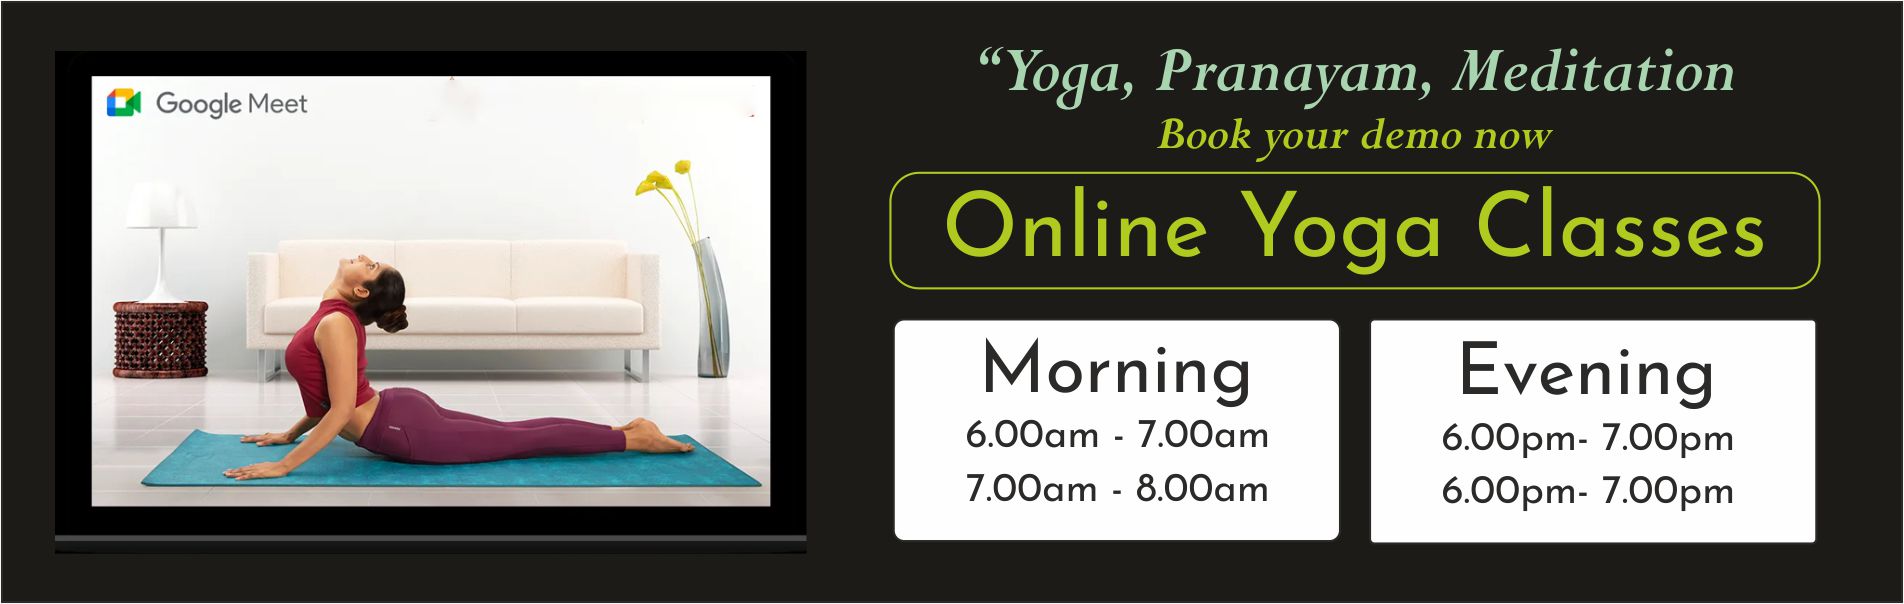 Google Meet
“Yoga, Pranayam, Meditation
Book your demo now
Online Yoga Classes
Morning
6.00am - 7.00am
7.00am - 8.00am
Evening
6.00pm- 7.00pm
6.00pm- 7.00pm